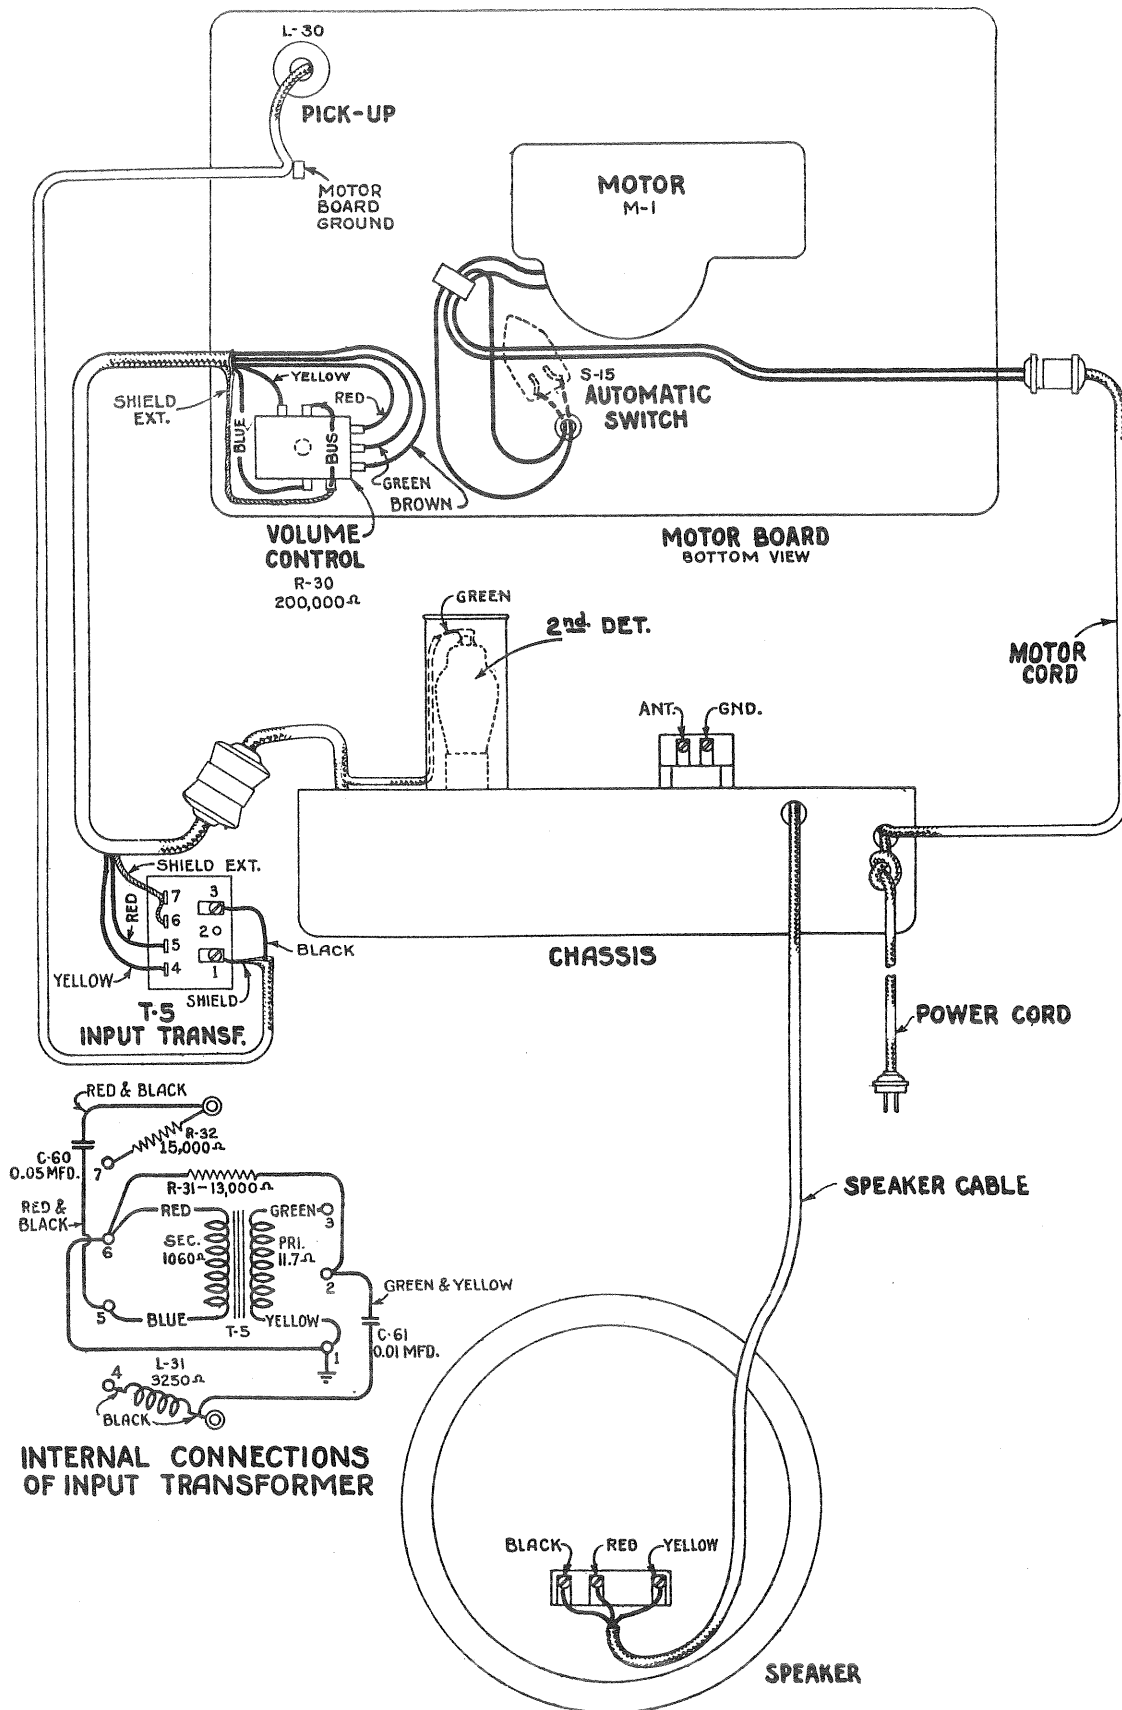 L-30
PICK-UP
MOTOR
BOARD
GROUND
MOTOR
M-1
YELLOW
RED
SHIELD
EXT.
BLUE
BUS
GREEN
BROWN
S-15
AUTOMATIC
SWITCH
VOLUME
CONTROL
R-30
200,000Ω
MOTOR BOARD
BOTTOM VIEW
GREEN
2nd. DET.
MOTOR
CORD
ANT.
GND.
SHIELD EXT.
RED
YELLOW
7
6
5
4
3
2
1
BLACK
SHIELD
T-5
INPUT TRANSF.
CHASSIS
POWER CORD
RED & BLACK
R-32
15,000Ω
C-60
0.05 MFD.
7
R-31-13,000Ω
RED &
BLACK
6
RED
GREEN
3
SEC.
1060Ω
PRI.
11.7Ω
2
GREEN & YELLOW
5
BLUE
YELLOW
T-5
1
C-61
0.01 MFD.
L-31
3250Ω
4
BLACK
INTERNAL CONNECTIONS
OF INPUT TRANSFORMER
SPEAKER CABLE
BLACK
RED
YELLOW
SPEAKER